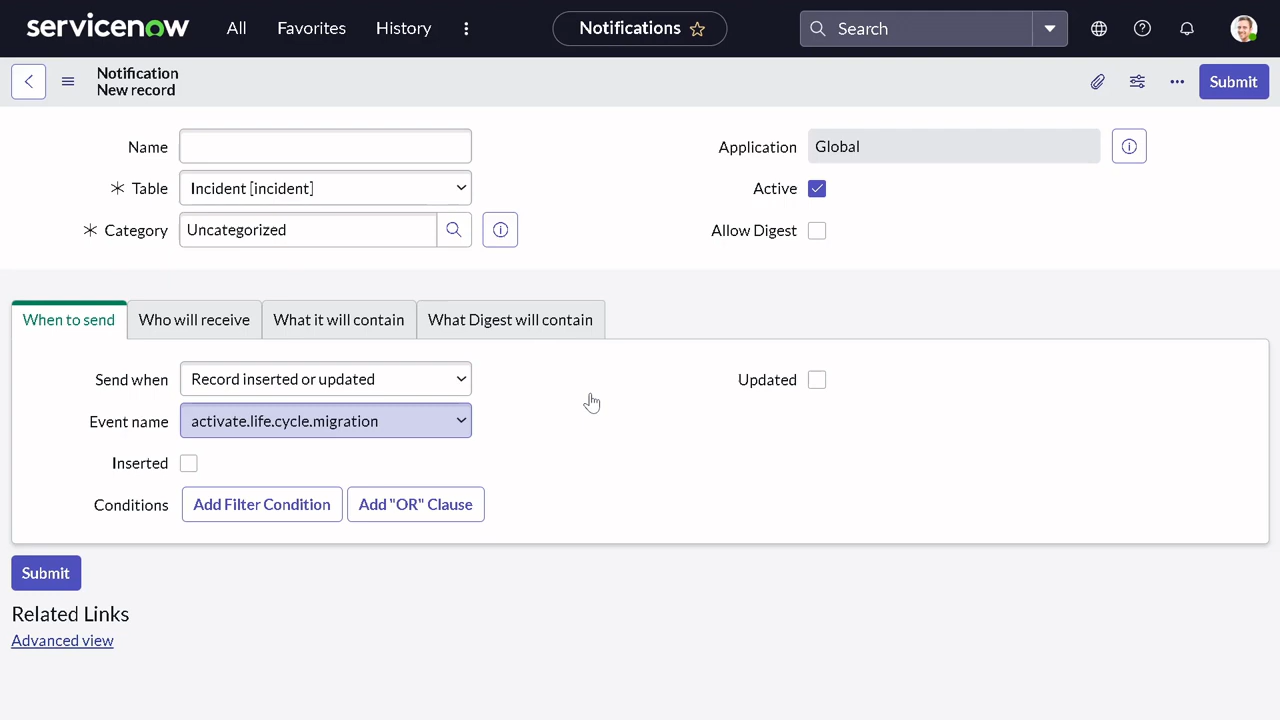 servicenow All Favorites History Notifications Search
Notification
New record
Submit
Name
Application Global
Table Incident [incident]
Active
Category Uncategorized
Allow Digest
When to send Who will receive What it will contain What Digest will contain
Send when Record inserted or updated
Updated
Event name activate.life.cycle.migration
Inserted
Conditions Add Filter Condition Add "OR" Clause
Submit
Related Links
Advanced view